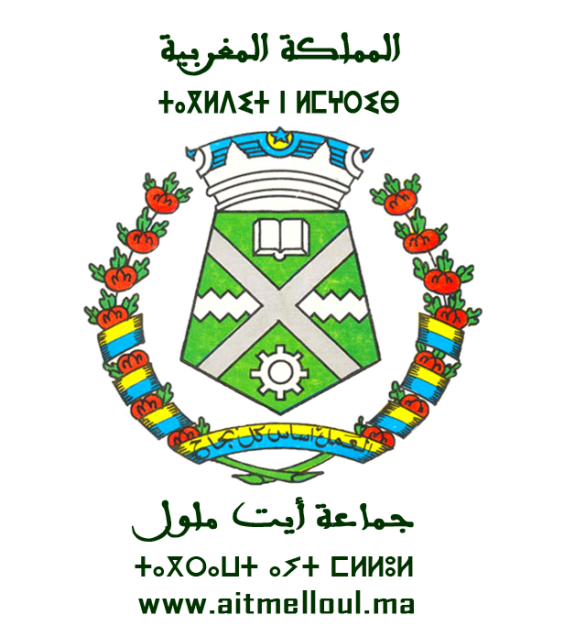 المملكة المغربية
ⵜⴰⴳⵍⴷⵉⵜ ⵏ ⵍⵎⵖⵔⵉⴱ
العمل أساس كل نجاح
جماعة أيت ملول
ⵜⴰⴳⵔⴰⵡⵜ ⴰⵢⵜ ⵎⵍⵍⵓⵍ
www.aitmelloul.ma